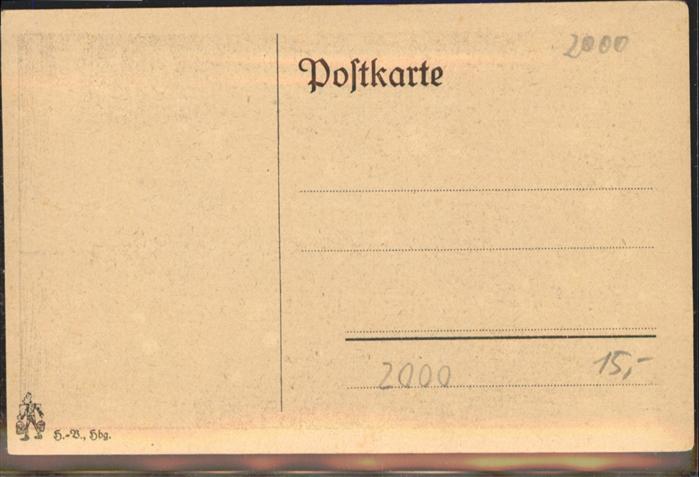 2000
Postkarte
2000 15,-
H.-B., Hbg.